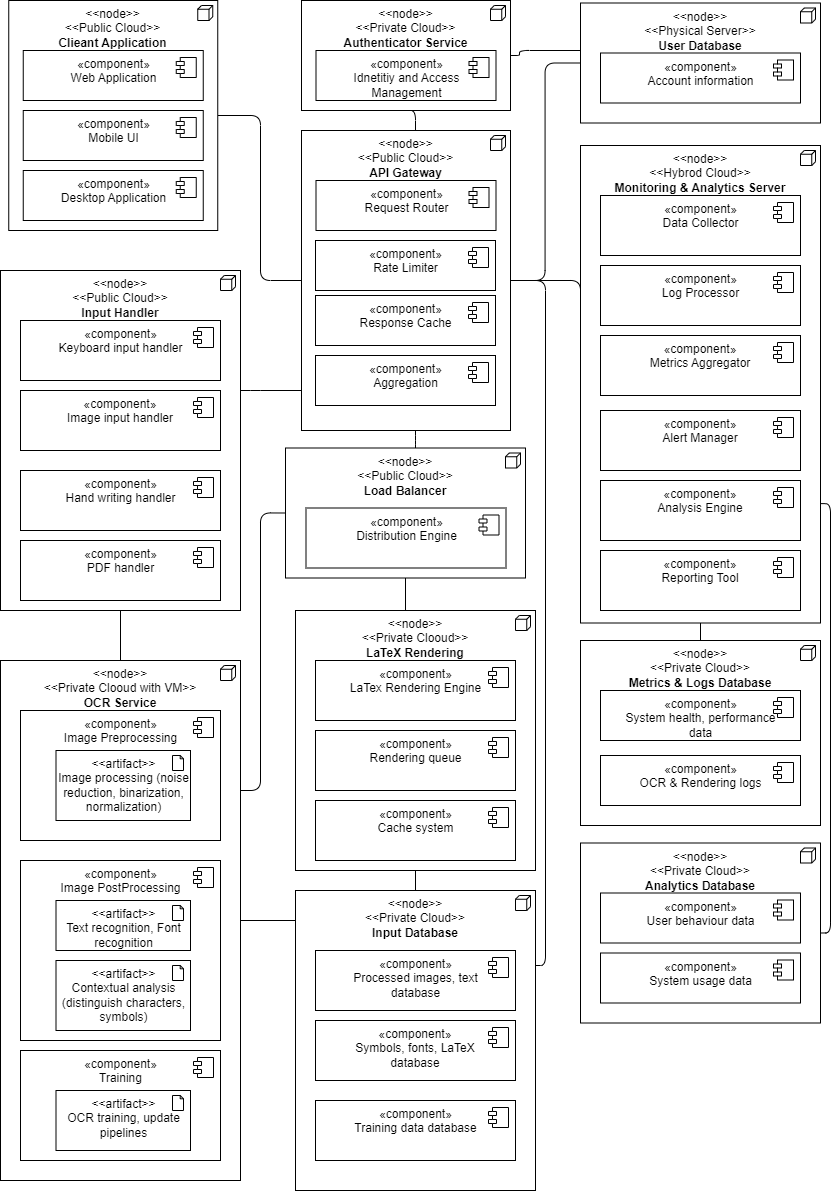 <<node>>
<<Public Cloud>>
Clieant Application
«component»
Web Application
«component»
Mobile UI
«component»
Desktop Application
<<node>>
<<Private Cloud>>
Authenticator Service
«component»
Idnetitiy and Access
Management
<<node>>
<<Physical Server>>
User Database
«component»
Account information
<<node>>
<<Public Cloud>>
API Gateway
«component»
Request Router
«component»
Rate Limiter
«component»
Response Cache
«component»
Aggregation
<<node>>
<<Hybrod Cloud>>
Monitoring & Analytics Server
«component»
Data Collector
«component»
Log Processor
«component»
Metrics Aggregator
«component»
Alert Manager
«component»
Analysis Engine
«component»
Reporting Tool
<<node>>
<<Public Cloud>>
Input Handler
«component»
Keyboard input handler
«component»
Image input handler
«component»
Hand writing handler
«component»
PDF handler
<<node>>
<<Public Cloud>>
Load Balancer
«component»
Distribution Engine
<<node>>
<<Private Clooud>>
LaTeX Rendering
«component»
LaTex Rendering Engine
«component»
Rendering queue
«component»
Cache system
<<node>>
<<Private Cloud>>
Metrics & Logs Database
«component»
System health, performance
data
«component»
OCR & Rendering logs
<<node>>
<<Private Clooud with VM>>
OCR Service
«component»
Image Preprocessing
<<artifact>>
Image processing (noise
reduction, binarization,
normalization)
«component»
Image PostProcessing
<<artifact>>
Text recognition, Font
recognition
<<artifact>>
Contextual analysis
(distinguish characters,
symbols)
«component»
Training
<<artifact>>
OCR training, update
pipelines
<<node>>
<<Private Cloud>>
Input Database
«component»
Processed images, text
database
«component»
Symbols, fonts, LaTeX
database
«component»
Training data database
<<node>>
<<Private Cloud>>
Analytics Database
«component»
User behaviour data
«component»
System usage data